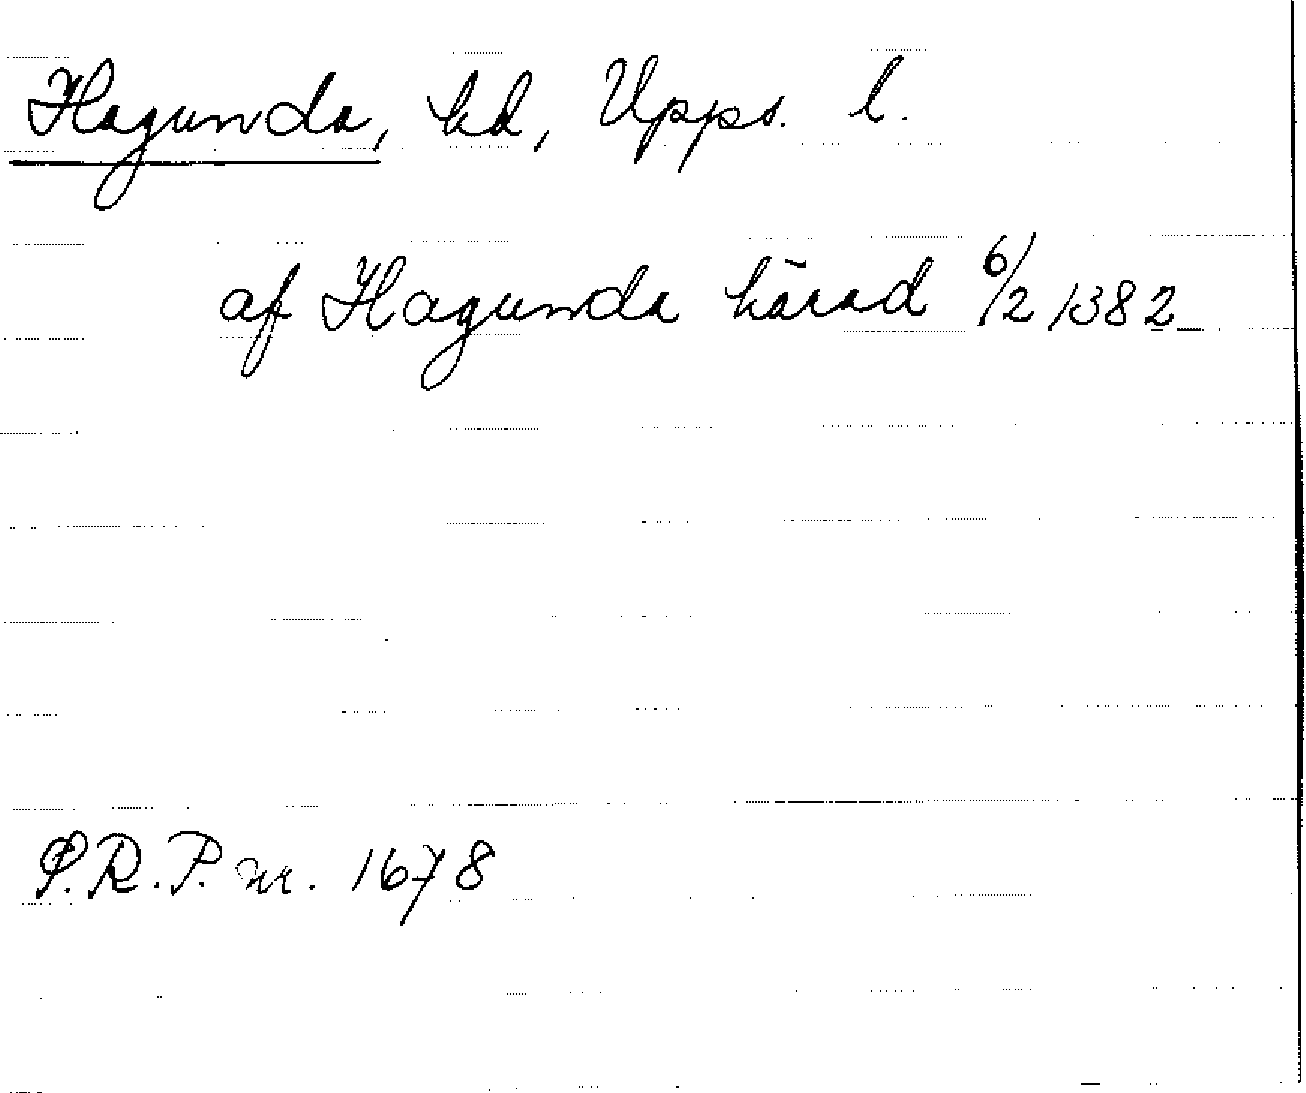 Hagunda, hd, Upps. l.
af Hagunda härad 6/2 1382
S.R.P. nr. 1678